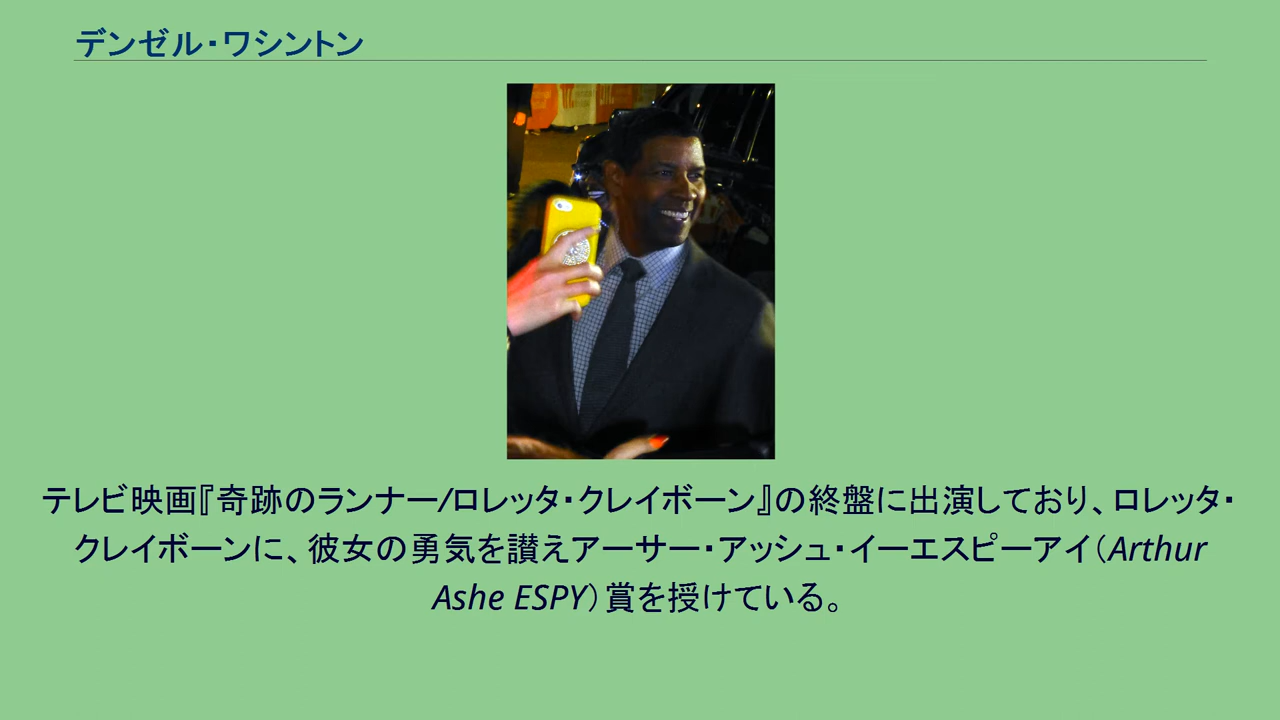 デンゼル・ワシントン
テレビ映画『奇跡のランナー/ロレッタ・クレイボーン』の終盤に出演しており、ロレッタ・
クレイボーンに、彼女の勇気を讃えアーサー・アッシュ・イーエスピーアイ（Arthur
Ashe ESPY）賞を授けている。